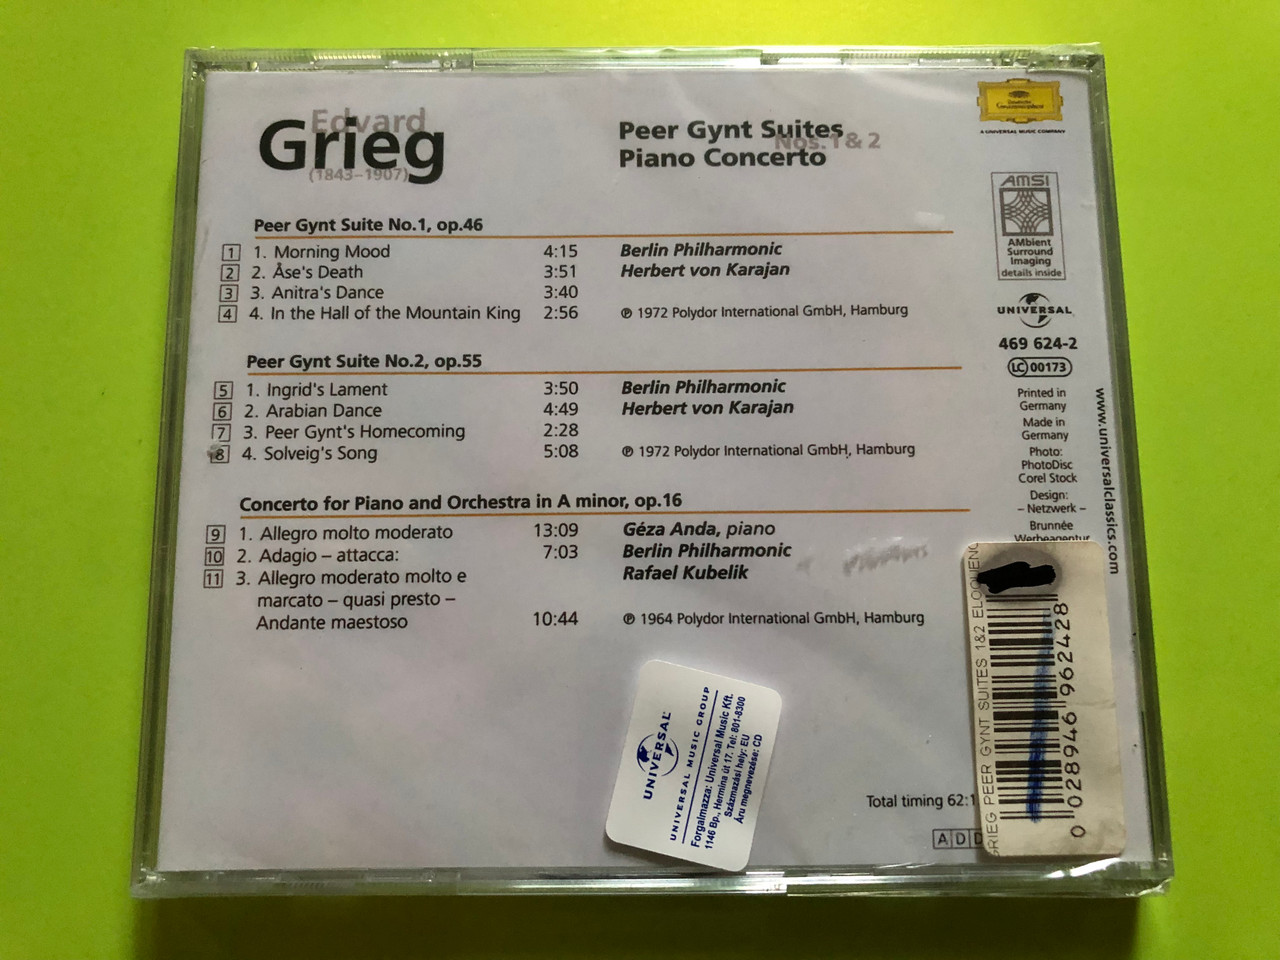 Edvard
Grieg
(1843–1907)
Peer Gynt Suites
Nos. 1 & 2
Piano Concerto
Peer Gynt Suite No.1, op.46
1 1. Morning Mood 4:15
2 2. Åse's Death 3:51
3 3. Anitra's Dance 3:40
4 4. In the Hall of the Mountain King 2:56
Berlin Philharmonic
Herbert von Karajan
℗ 1972 Polydor International GmbH, Hamburg
Peer Gynt Suite No.2, op.55
5 1. Ingrid's Lament 3:50
6 2. Arabian Dance 4:49
7 3. Peer Gynt's Homecoming 2:28
8 4. Solveig's Song 5:08
Berlin Philharmonic
Herbert von Karajan
℗ 1972 Polydor International GmbH, Hamburg
Concerto for Piano and Orchestra in A minor, op.16
9 1. Allegro molto moderato 13:09
10 2. Adagio – attacca: 7:03
11 3. Allegro moderato molto e
marcato – quasi presto –
Andante maestoso 10:44
Géza Anda, piano
Berlin Philharmonic
Rafael Kubelik
℗ 1964 Polydor International GmbH, Hamburg
Deutsche
Grammophon
A UNIVERSAL MUSIC COMPANY
AMSI
AMbient
Surround
Imaging
details inside
UNIVERSAL
469 624-2
LC 00173
Printed in
Germany
Made in
Germany
Photo:
PhotoDisc
Corel Stock
Design:
– Netzwerk –
Brunnée
Werbeagentur
www.universalclassics.com
GRIEG PEER GYNT SUITES 1&2 ELOQUENC
0 028946 962428
UNIVERSAL
UNIVERSAL MUSIC GROUP
Forgalmazza: Universal Music Kft.
1146 Bp., Hermina út 17. Tel: 801-8300
Származási hely: EU
Áru megnevezése: CD
Total timing 62:1
ADD